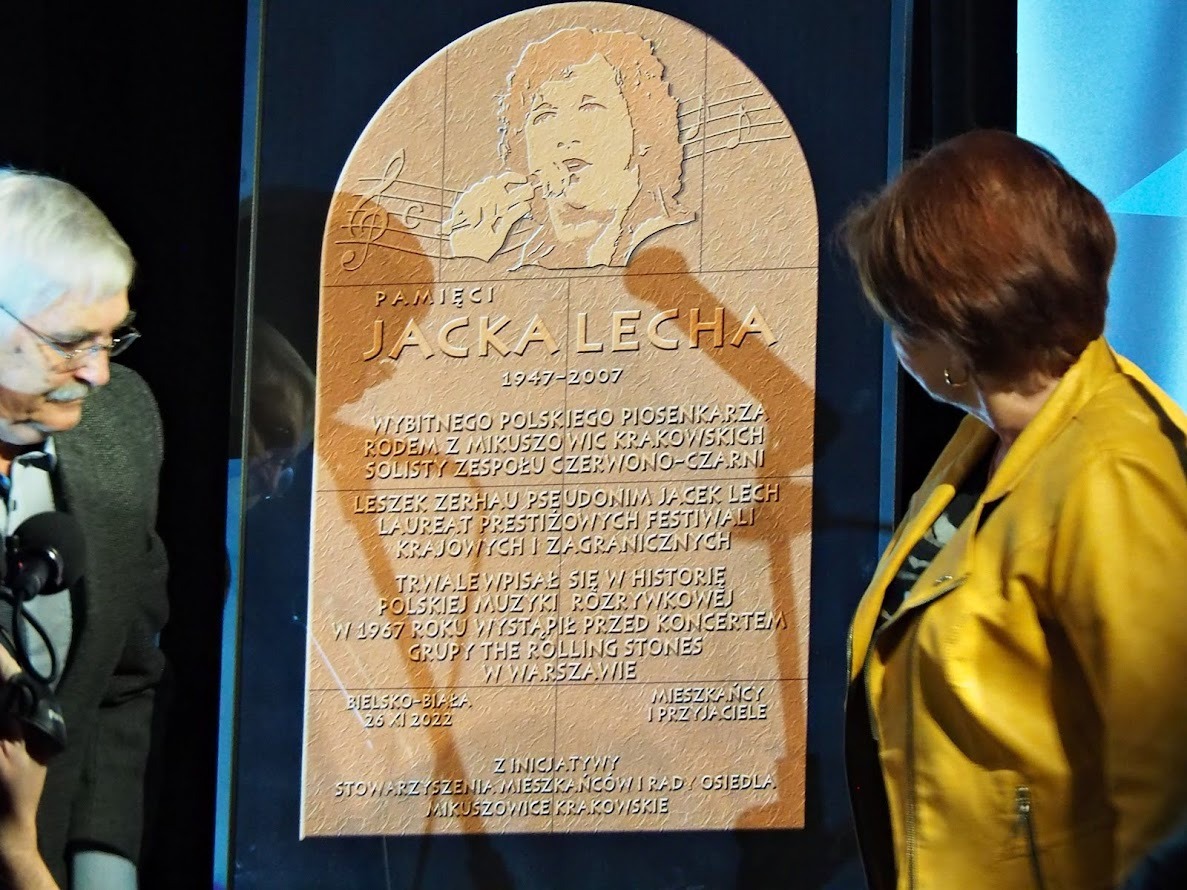 PAMIĘCI
JACKA LECHA
1947-2007
WYBITNEGO POLSKIEGO PIOSENKARZA
RODEM Z MIKUSZOWIC KRAKOWSKICH
SOLISTY ZESPOŁU CZERWONO-CZARNI
LESZEK ZERHAU PSEUDONIM JACEK LECH
LAUREAT PRESTIŻOWYCH FESTIWALI
KRAJOWYCH I ZAGRANICZNYCH
TRWALE WPISAŁ SIĘ W HISTORIĘ
POLSKIEJ MUZYKI ROZRYWKOWEJ
W 1967 ROKU WYSTĄPIŁ PRZED KONCERTEM
GRUPY THE ROLLING STONES
W WARSZAWIE
BIELSKO-BIAŁA
26 XI 2022
MIESZKAŃCY
I PRZYJACIELE
Z INICJATYWY
STOWARZYSZENIA MIESZKAŃCÓW I RADY OSIEDLA
MIKUSZOWICE KRAKOWSKIE